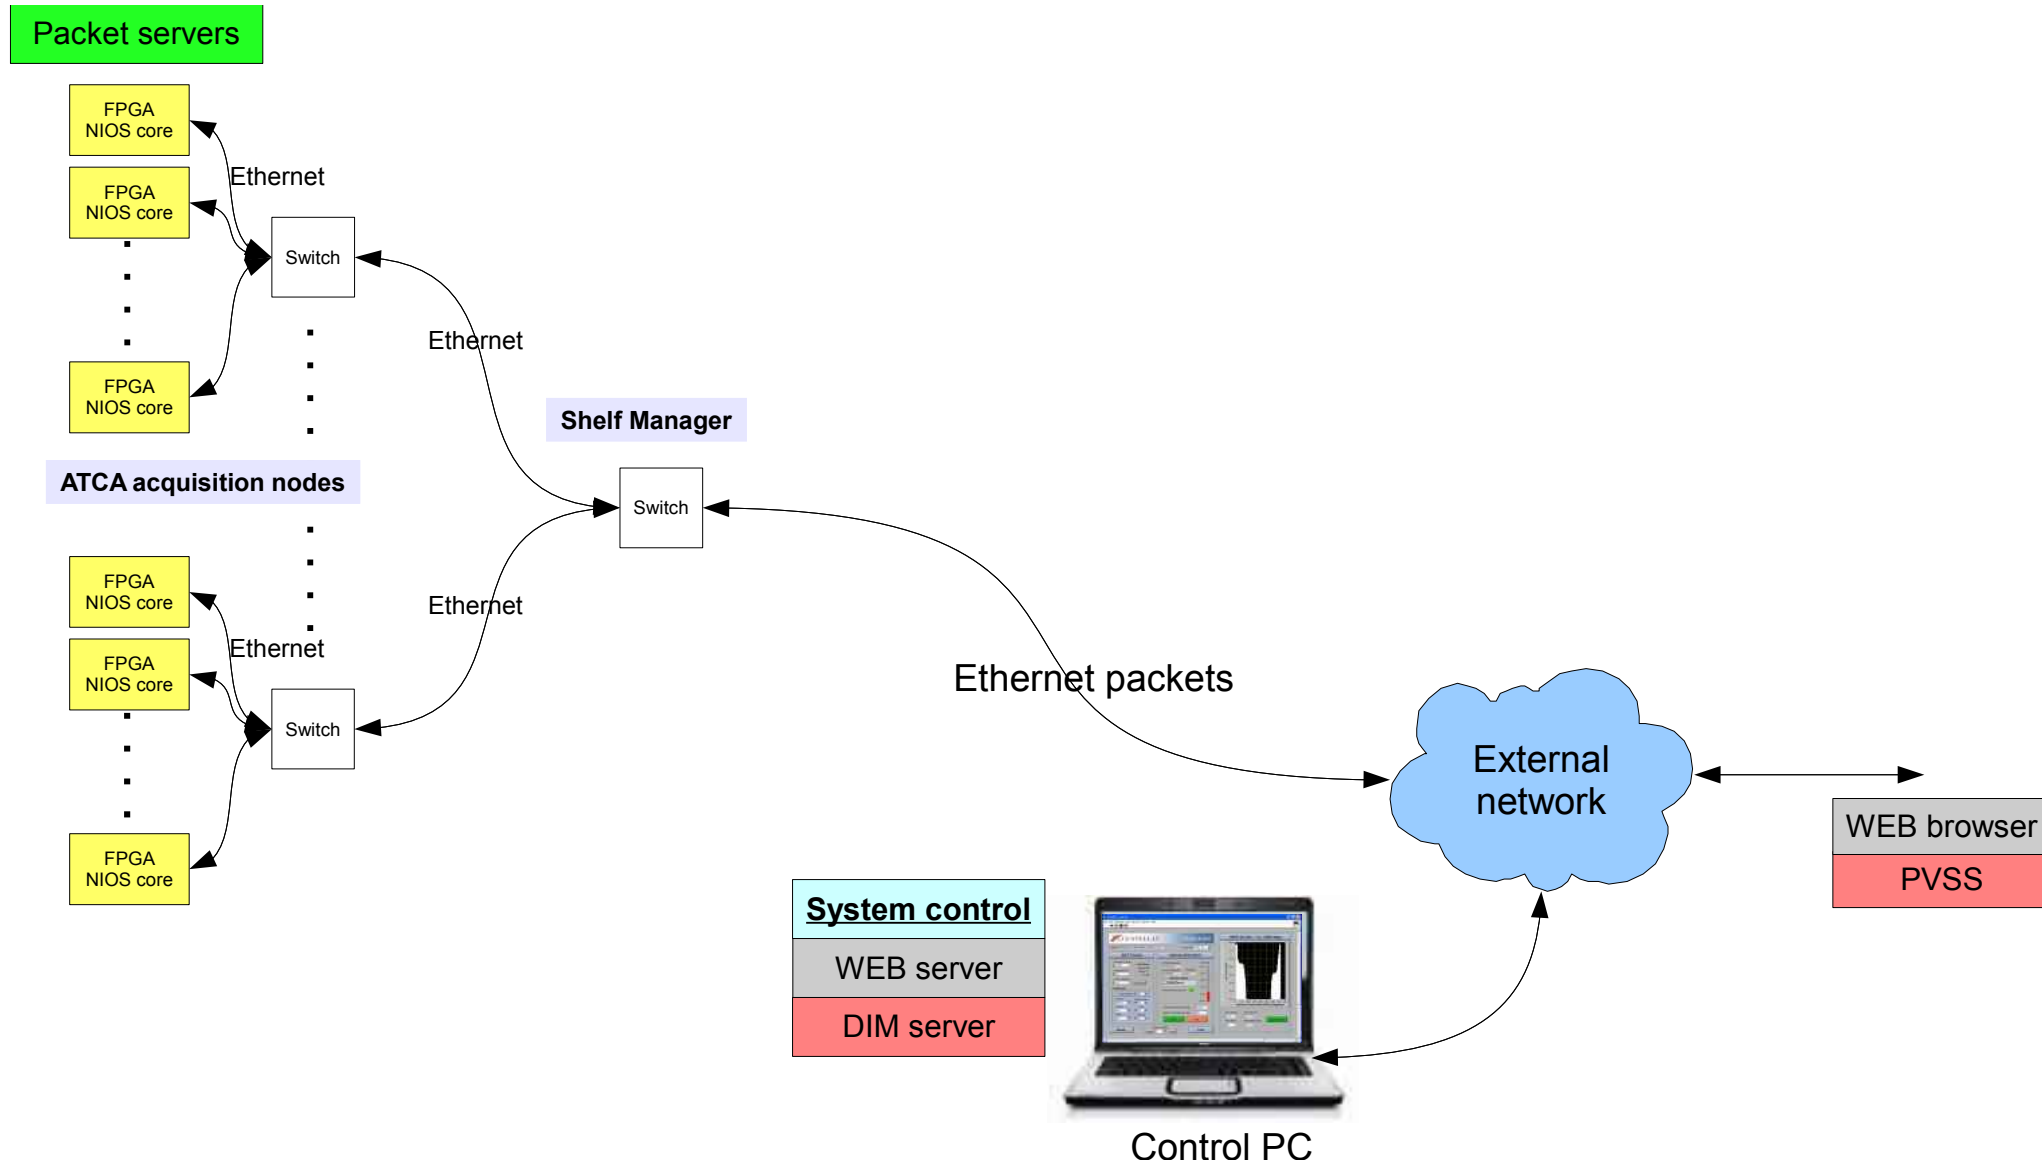 Packet servers
FPGA
NIOS core
Ethernet
FPGA
NIOS core
Switch
Ethernet
FPGA
NIOS core
Shelf Manager
ATCA acquisition nodes
Switch
FPGA
NIOS core
Ethernet
Ethernet
FPGA
NIOS core
Switch
Ethernet packets
External
network
FPGA
NIOS core
WEB browser
PVSS
System control
WEB server
DIM server
Control PC